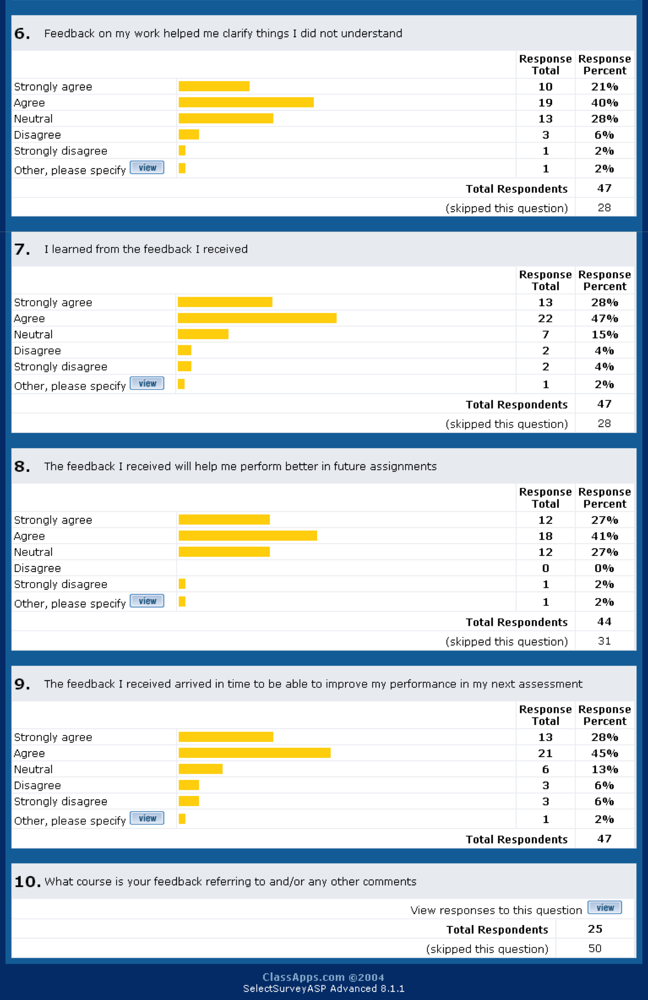 6. Feedback on my work helped me clarify things I did not understand
Response Total Response Percent
Strongly agree 10 21%
Agree 19 40%
Neutral 13 28%
Disagree 3 6%
Strongly disagree 1 2%
Other, please specify view 1 2%
Total Respondents 47
(skipped this question) 28
7. I learned from the feedback I received
Response Total Response Percent
Strongly agree 13 28%
Agree 22 47%
Neutral 7 15%
Disagree 2 4%
Strongly disagree 2 4%
Other, please specify view 1 2%
Total Respondents 47
(skipped this question) 28
8. The feedback I received will help me perform better in future assignments
Response Total Response Percent
Strongly agree 12 27%
Agree 18 41%
Neutral 12 27%
Disagree 0 0%
Strongly disagree 1 2%
Other, please specify view 1 2%
Total Respondents 44
(skipped this question) 31
9. The feedback I received arrived in time to be able to improve my performance in my next assessment
Response Total Response Percent
Strongly agree 13 28%
Agree 21 45%
Neutral 6 13%
Disagree 3 6%
Strongly disagree 3 6%
Other, please specify view 1 2%
Total Respondents 47
10. What course is your feedback referring to and/or any other comments
View responses to this question view
Total Respondents 25
(skipped this question) 50
ClassApps.com ©2004
SelectSurveyASP Advanced 8.1.1